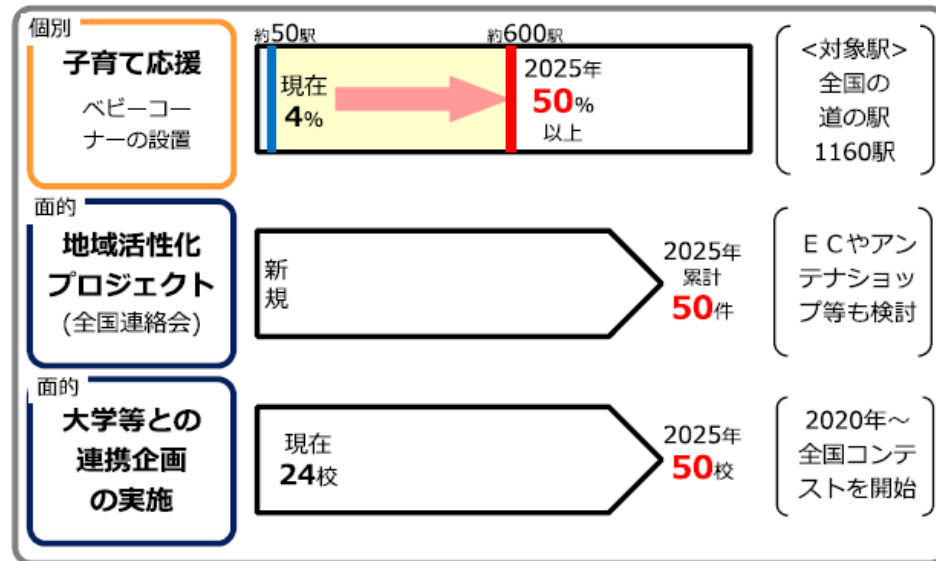 個別
子育て応援
ベビーコー
ナーの設置
約50駅
約600駅
現在
4%
2025年
50%
以上
<対象駅>
全国の
道の駅
1160駅
面的
地域活性化
プロジェクト
(全国連絡会)
新
規
2025年
累計
50件
ＥＣやアン
テナショッ
プ等も検討
面的
大学等との
連携企画
の実施
現在
24校
2025年
50校
2020年～
全国コンテ
ストを開始